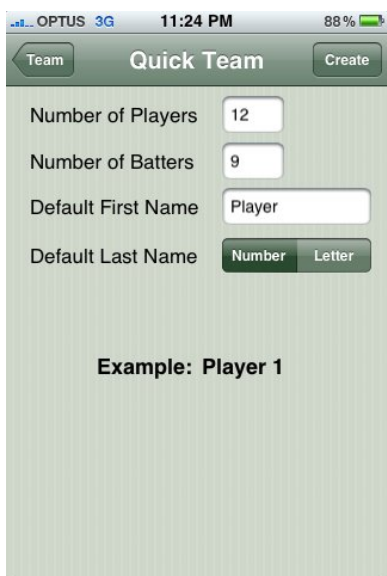 OPTUS 3G 11:24 PM 88%
Team Quick Team Create
Number of Players 12
Number of Batters 9
Default First Name Player
Default Last Name Number Letter
Example: Player 1